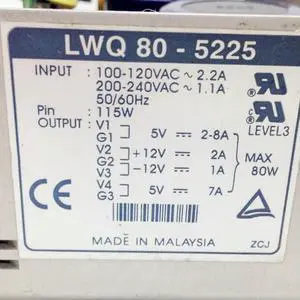 LWQ 80 - 5225
INPUT : 100-120VAC ~ 2.2A
200-240VAC ~ 1.1A
50/60Hz
Pin : 115W
LEVEL3
OUTPUT : V1
G1 5V ⎓ 2-8A
V2
G2 +12V ⎓ 2A
V3 −12V ⎓ 1A
MAX
80W
V4
G3 5V ⎓ 7A
CE
MADE IN MALAYSIA
ZCJ